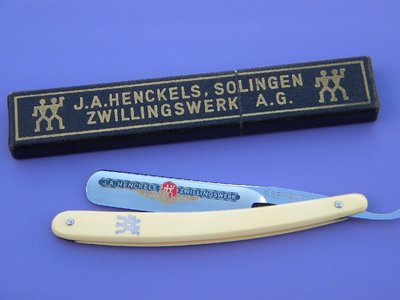 J.A.HENCKELS, SOLINGEN
ZWILLINGSWERK A.G.
J.A. HENCKELS ZWILLINGSWERK